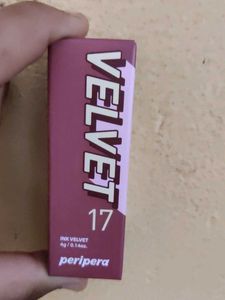 VELVET
17
INK VELVET
4g / 0.14oz.
peripera